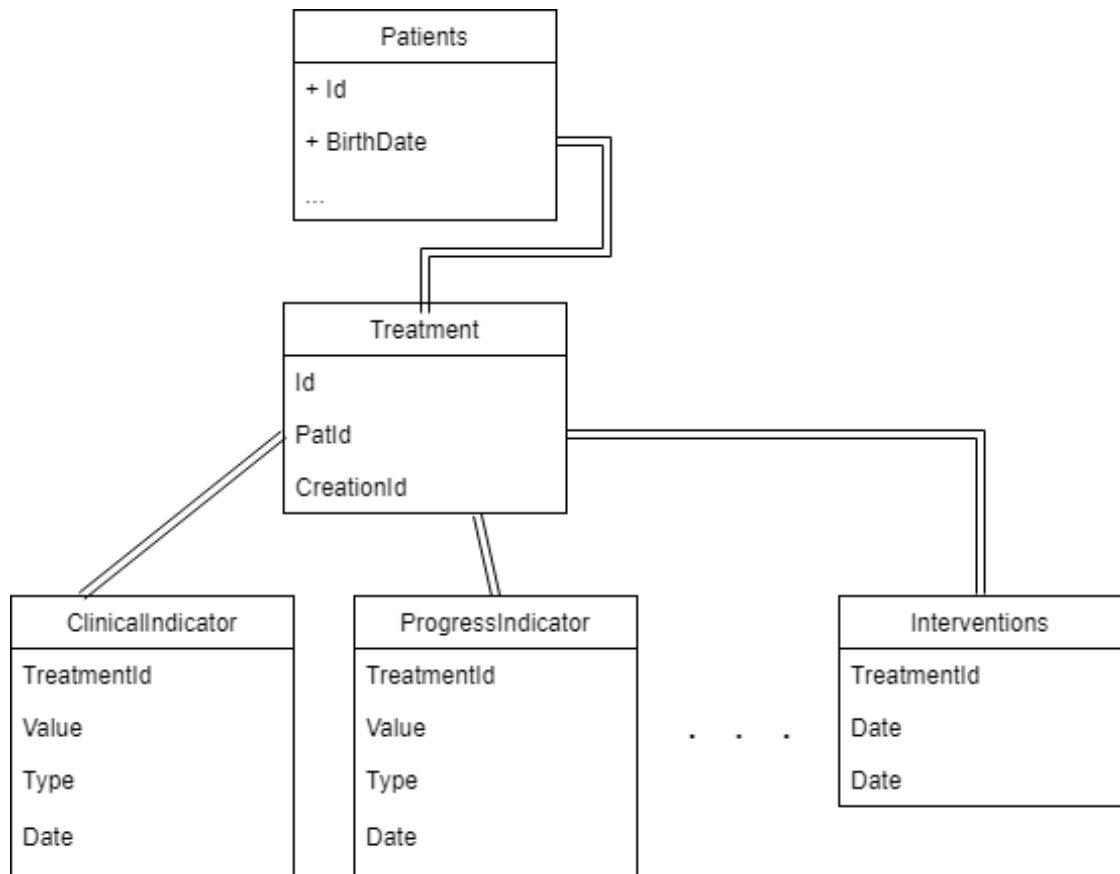 Patients
+ Id
+ BirthDate
...
Treatment
Id
PatId
CreationId
ClinicalIndicator
TreatmentId
Value
Type
Date
ProgressIndicator
TreatmentId
Value
Type
Date
. . .
Interventions
TreatmentId
Date
Date